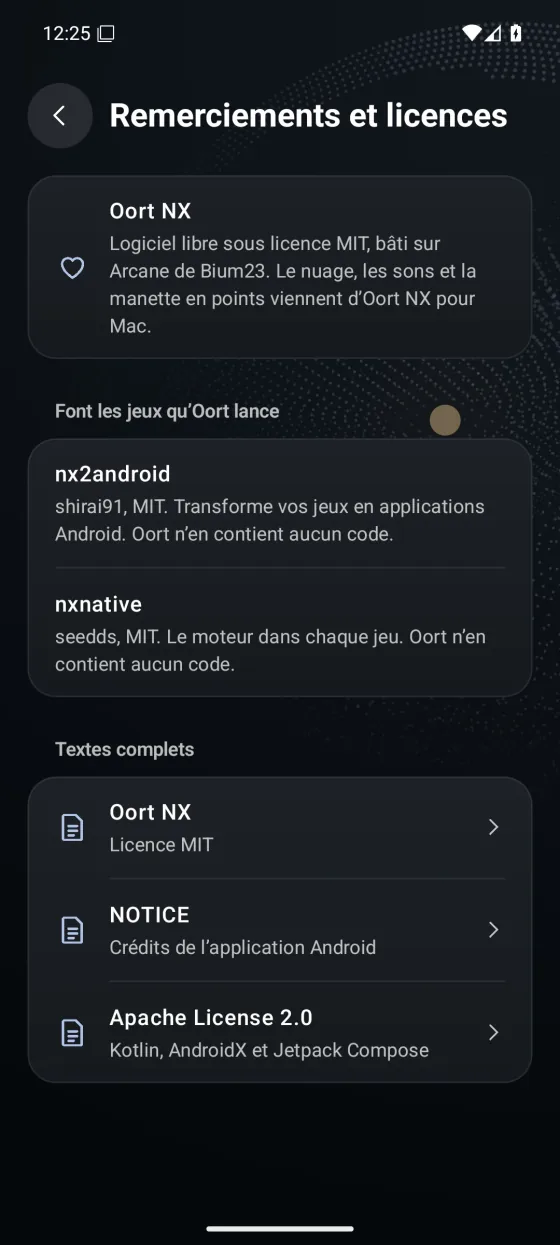 12:25
Remerciements et licences
Oort NX
Logiciel libre sous licence MIT, bâti sur
Arcane de Bium23. Le nuage, les sons et la
manette en points viennent d’Oort NX pour
Mac.
Font les jeux qu’Oort lance
nx2android
shirai91, MIT. Transforme vos jeux en applications
Android. Oort n’en contient aucun code.
nxnative
seedds, MIT. Le moteur dans chaque jeu. Oort n’en
contient aucun code.
Textes complets
Oort NX
Licence MIT
NOTICE
Crédits de l’application Android
Apache License 2.0
Kotlin, AndroidX et Jetpack Compose